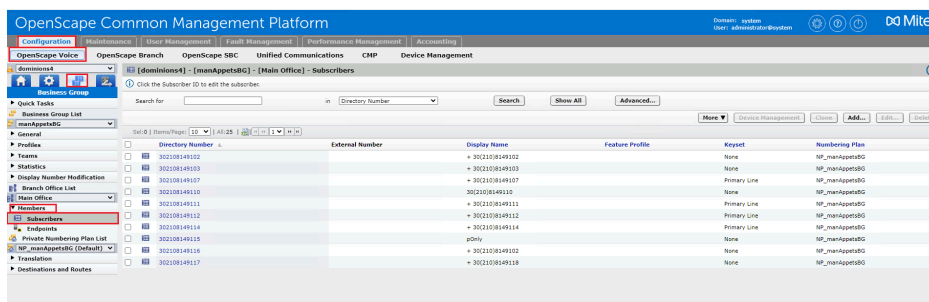 OpenScape Common Management Platform
Domain: system
User: administrator@system
Mite
Configuration Maintenance User Management Fault Management Performance Management Accounting
OpenScape Voice OpenScape Branch OpenScape SBC Unified Communications CMP Device Management
dominions4
[dominions4] - [manAppetsBG] - [Main Office] - Subscribers
Click the Subscriber ID to edit the subscriber.
Business Group
Quick Tasks
Business Group List
manAppetsBG
General
Profiles
Teams
Statistics
Display Number Modification
Branch Office List
Main Office
Members
Subscribers
Endpoints
Private Numbering Plan List
NP_manAppetsBG (Default)
Translation
Destinations and Routes
Search for in Directory Number Search Show All Advanced...
More ▼ Device Management Clone Add... Edit... Dele
Sel:0 | Items/Page: 10 | All:25 | 1
Directory Number External Number Display Name Feature Profile Keyset Numbering Plan
302108149102 + 30(210)8149102 None NP_manAppetsBG
302108149103 + 30(210)8149103 None NP_manAppetsBG
302108149107 + 30(210)8149107 Primary Line NP_manAppetsBG
302108149110 30(210)8149110 None NP_manAppetsBG
302108149111 + 30(210)8149111 Primary Line NP_manAppetsBG
302108149112 + 30(210)8149112 Primary Line NP_manAppetsBG
302108149114 + 30(210)8149114 Primary Line NP_manAppetsBG
302108149115 pOnly None NP_manAppetsBG
302108149116 + 30(210)8149102 None NP_manAppetsBG
302108149117 + 30(210)8149118 None NP_manAppetsBG